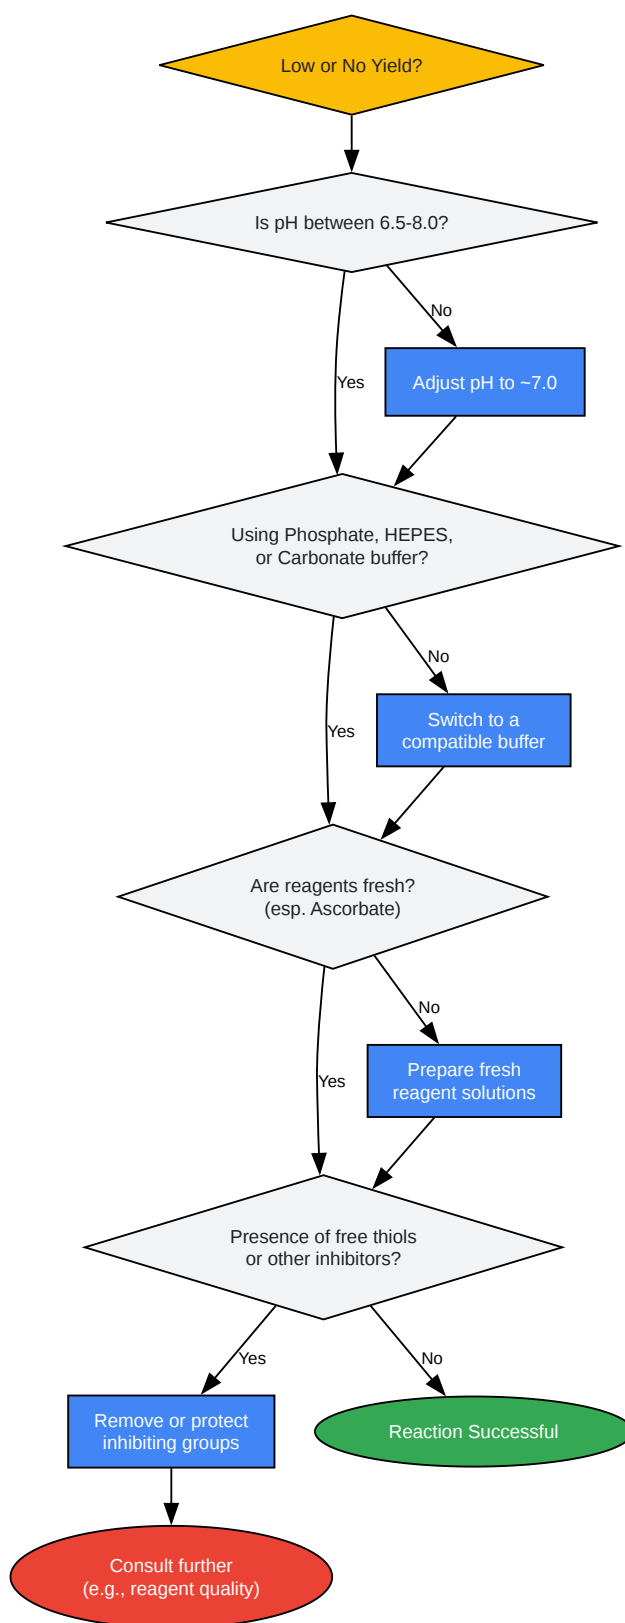 Low or No Yield?
Is pH between 6.5-8.0?
No
Yes
Adjust pH to ~7.0
Using Phosphate, HEPES,
or Carbonate buffer?
No
Yes
Switch to a
compatible buffer
Are reagents fresh?
(esp. Ascorbate)
No
Yes
Prepare fresh
reagent solutions
Presence of free thiols
or other inhibitors?
Yes
No
Remove or protect
inhibiting groups
Reaction Successful
Consult further
(e.g., reagent quality)